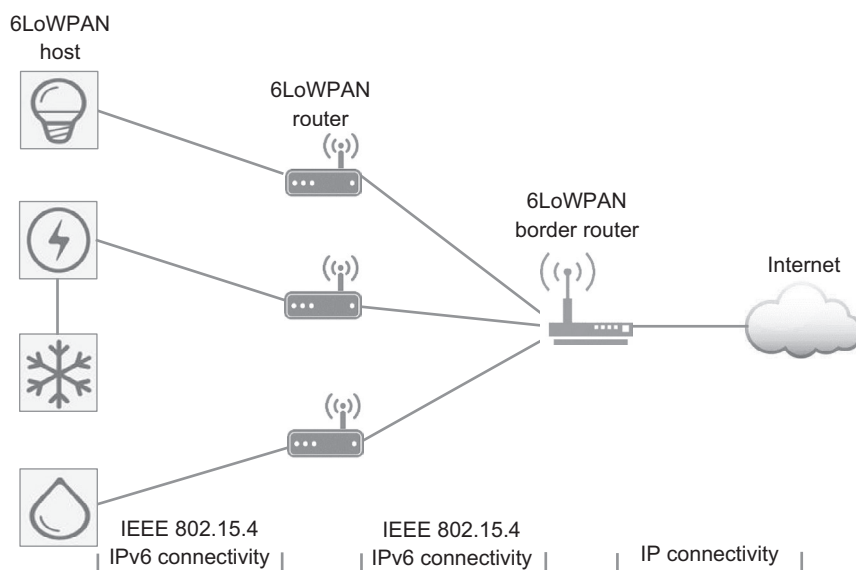 6LoWPAN
host
6LoWPAN
router
6LoWPAN
border router
Internet
IEEE 802.15.4
IPv6 connectivity
IEEE 802.15.4
IPv6 connectivity
IP connectivity